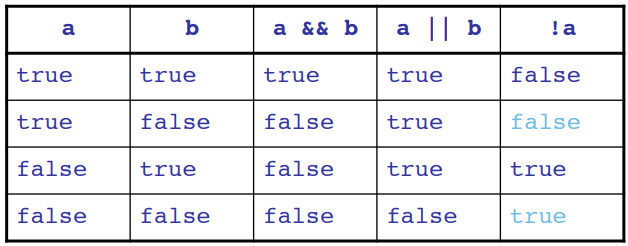 a b a && b a || b !a
true true true true false
true false false true false
false true false true true
false false false false true